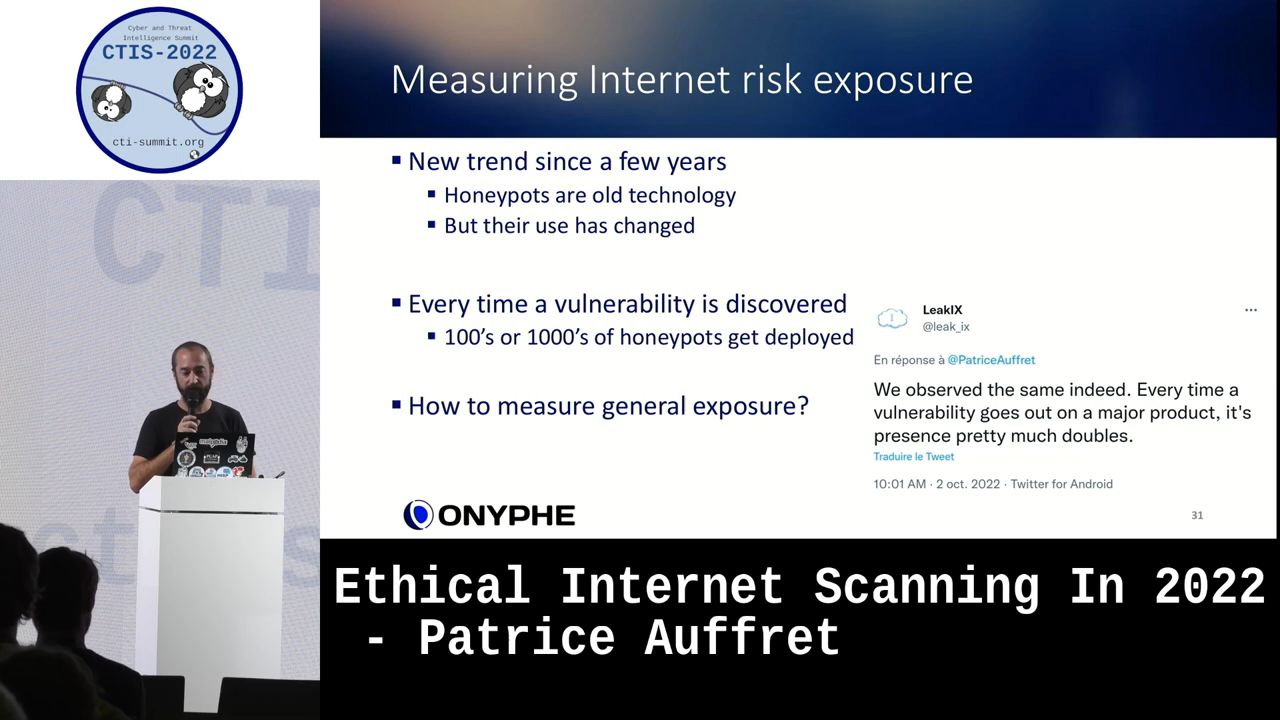 Cyber and Threat
Intelligence Summit
CTIS-2022
cti-summit.org
CTI
Measuring Internet risk exposure
New trend since a few years
Honeypots are old technology
But their use has changed
Every time a vulnerability is discovered
100's or 1000's of honeypots get deployed
How to measure general exposure?
LeakIX
@leak_ix
En réponse à @PatriceAuffret
We observed the same indeed. Every time a
vulnerability goes out on a major product, it's
presence pretty much doubles.
Traduire le Tweet
10:01 AM · 2 oct. 2022 · Twitter for Android
ONYPHE
31
Ethical Internet Scanning In 2022
- Patrice Auffret